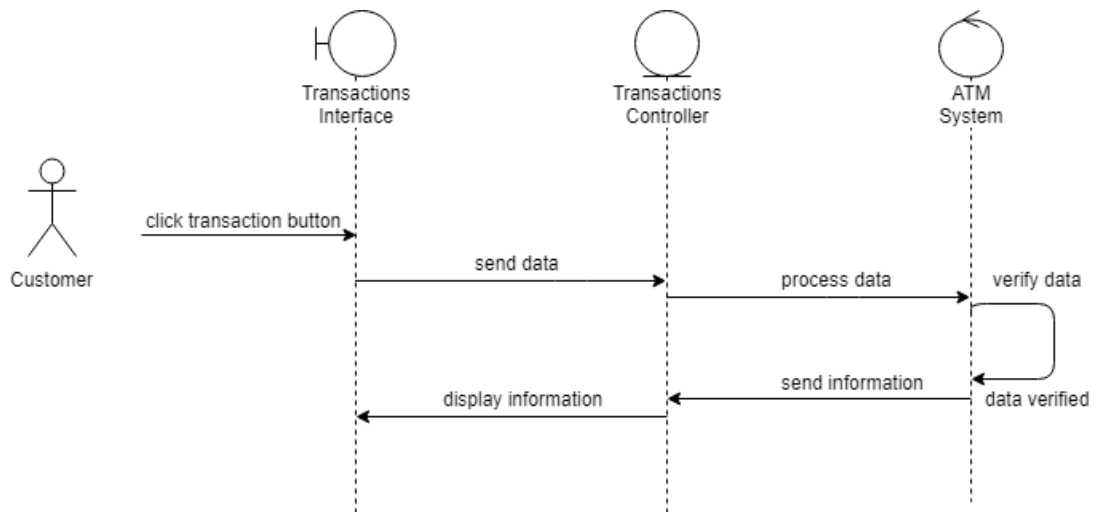 Transactions
Interface
Transactions
Controller
ATM
System
Customer
click transaction button
send data
process data
verify data
send information
data verified
display information